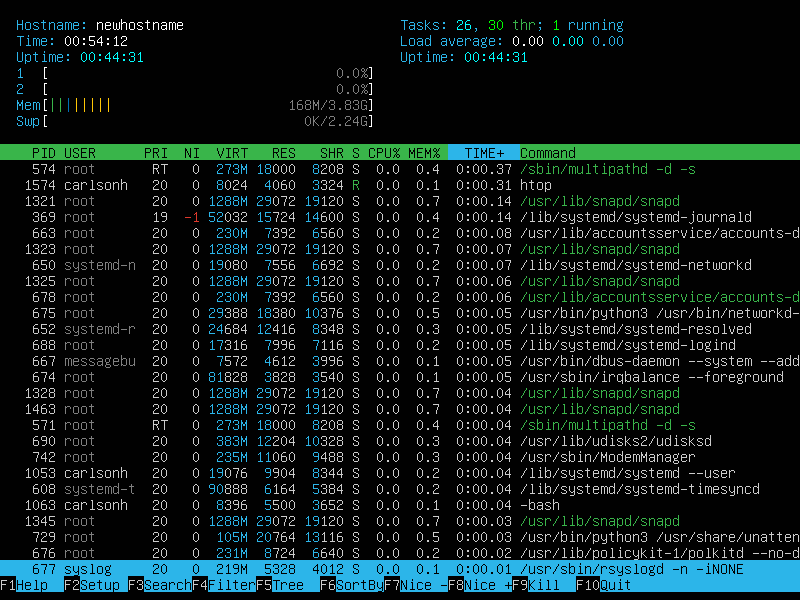 Hostname: newhostname Tasks: 26, 30 thr; 1 running
Time: 00:54:12 Load average: 0.00 0.00 0.00
Uptime: 00:44:31 Uptime: 00:44:31
1 [ 0.0%]
2 [ 0.0%]
Mem[||||||||| 168M/3.83G]
Swp[ 0K/2.24G]
PID USER PRI NI VIRT RES SHR S CPU% MEM% TIME+ Command
574 root RT 0 273M 18000 8208 S 0.0 0.4 0:00.37 /sbin/multipathd -d -s
1574 carlsonh 20 0 8024 4060 3324 R 0.0 0.1 0:00.31 htop
1321 root 20 0 1288M 29072 19120 S 0.0 0.7 0:00.14 /usr/lib/snapd/snapd
369 root 19 -1 52032 15724 14600 S 0.0 0.4 0:00.14 /lib/systemd/systemd-journald
663 root 20 0 230M 7392 6560 S 0.0 0.2 0:00.08 /usr/lib/accountsservice/accounts-d
1323 root 20 0 1288M 29072 19120 S 0.0 0.7 0:00.07 /usr/lib/snapd/snapd
650 systemd-n 20 0 19080 7556 6692 S 0.0 0.2 0:00.07 /lib/systemd/systemd-networkd
1325 root 20 0 1288M 29072 19120 S 0.0 0.7 0:00.06 /usr/lib/snapd/snapd
678 root 20 0 230M 7392 6560 S 0.0 0.2 0:00.06 /usr/lib/accountsservice/accounts-d
675 root 20 0 29388 18380 10376 S 0.0 0.5 0:00.05 /usr/bin/python3 /usr/bin/networkd-
652 systemd-r 20 0 24684 12416 8348 S 0.0 0.3 0:00.05 /lib/systemd/systemd-resolved
688 root 20 0 17316 7996 7116 S 0.0 0.2 0:00.05 /lib/systemd/systemd-logind
667 messagebu 20 0 7572 4612 3996 S 0.0 0.1 0:00.05 /usr/bin/dbus-daemon --system --add
674 root 20 0 81828 3828 3540 S 0.0 0.1 0:00.05 /usr/sbin/irqbalance --foreground
1328 root 20 0 1288M 29072 19120 S 0.0 0.7 0:00.04 /usr/lib/snapd/snapd
1463 root 20 0 1288M 29072 19120 S 0.0 0.7 0:00.04 /usr/lib/snapd/snapd
571 root RT 0 273M 18000 8208 S 0.0 0.4 0:00.04 /sbin/multipathd -d -s
690 root 20 0 383M 12204 10328 S 0.0 0.3 0:00.04 /usr/lib/udisks2/udisksd
742 root 20 0 235M 11060 9488 S 0.0 0.3 0:00.04 /usr/sbin/ModemManager
1053 carlsonh 20 0 19076 9904 8344 S 0.0 0.2 0:00.04 /lib/systemd/systemd --user
608 systemd-t 20 0 90888 6164 5384 S 0.0 0.2 0:00.04 /lib/systemd/systemd-timesyncd
1063 carlsonh 20 0 8396 5500 3652 S 0.0 0.1 0:00.04 -bash
1345 root 20 0 1288M 29072 19120 S 0.0 0.7 0:00.03 /usr/lib/snapd/snapd
729 root 20 0 105M 20764 13116 S 0.0 0.5 0:00.03 /usr/bin/python3 /usr/share/unatten
676 root 20 0 231M 8724 6640 S 0.0 0.2 0:00.02 /usr/lib/policykit-1/polkitd --no-d
677 syslog 20 0 219M 5328 4012 S 0.0 0.1 0:00.01 /usr/sbin/rsyslogd -n -iNONE
F1Help F2Setup F3SearchF4FilterF5Tree F6SortByF7Nice -F8Nice +F9Kill F10Quit